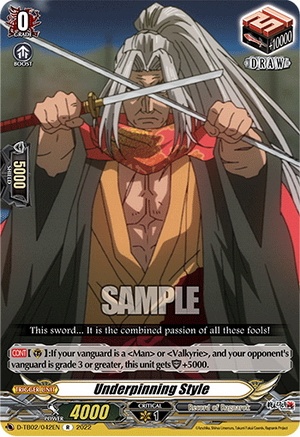 0
GRADE
BOOST
+10000
DRAW
5000
SHIELD
SAMPLE
This sword... It is the combined passion of all these fools!
CONT【 】:If your vanguard is a <Man> or <Valkyrie>, and your opponent's
vanguard is grade 3 or greater, this unit gets +5000.
TRIGGER UNIT
Underpinning Style
POWER 4000
CRITICAL
1
Record of Ragnarok
D-TB02/042EN R 2022